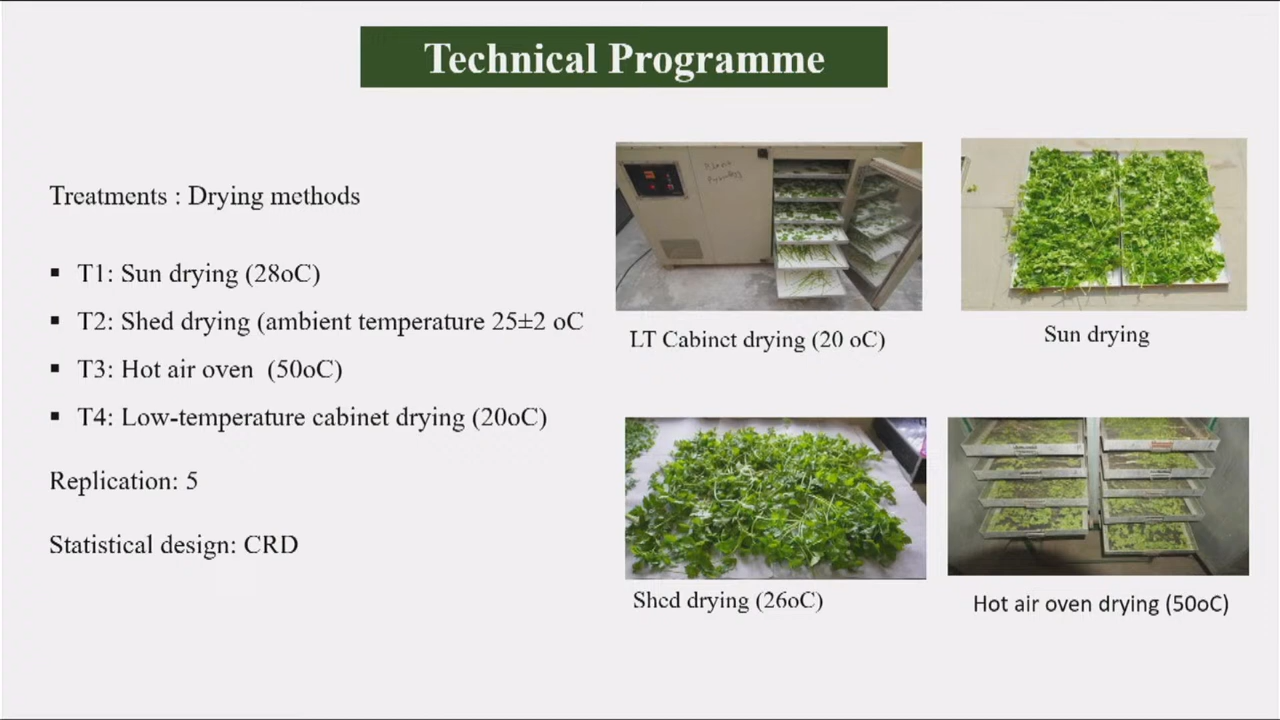 Technical Programme
Treatments : Drying methods
▪ T1: Sun drying (28oC)
▪ T2: Shed drying (ambient temperature 25±2 oC
▪ T3: Hot air oven (50oC)
▪ T4: Low-temperature cabinet drying (20oC)
Replication: 5
Statistical design: CRD
LT Cabinet drying (20 oC)
Sun drying
Shed drying (26oC)
Hot air oven drying (50oC)